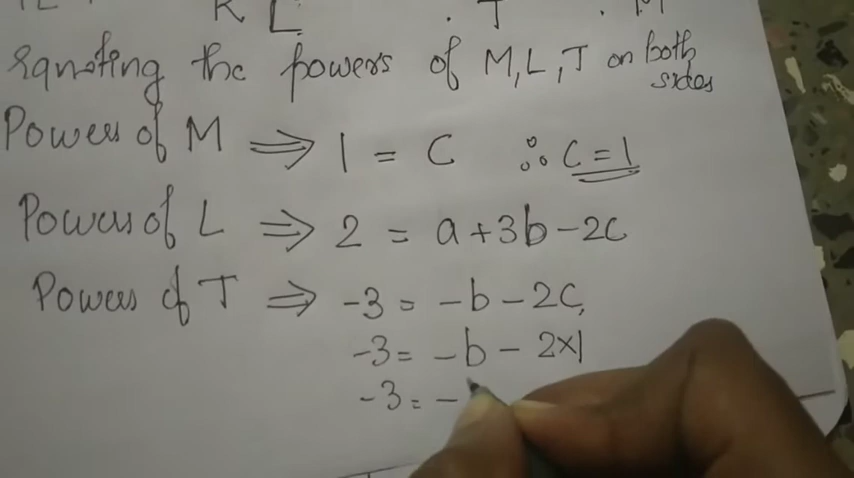 K L . T . M
Equating the powers of M, L, T on both sides
Powers of M ⟹ 1 = C ∴ C = 1
Powers of L ⟹ 2 = a + 3b - 2c
Powers of T ⟹ -3 = -b - 2C,
-3 = -b - 2×1
-3 = -